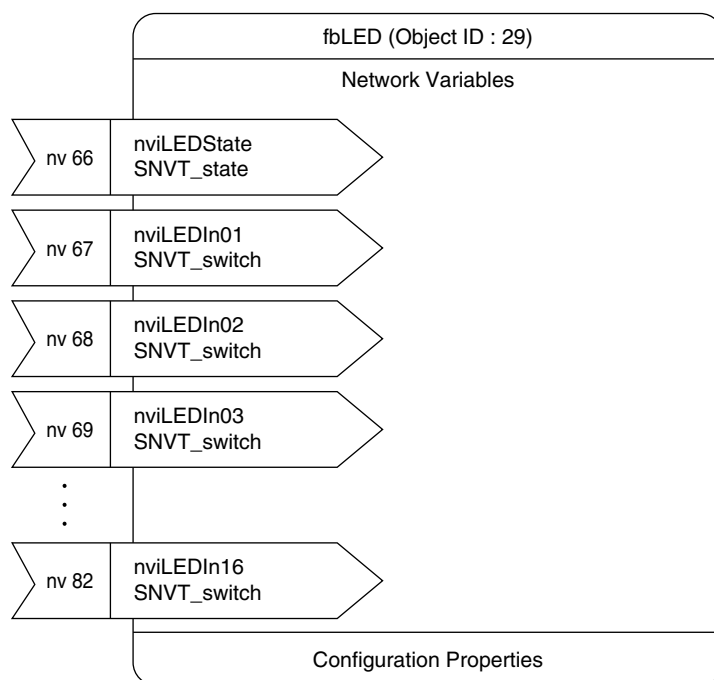 fbLED (Object ID : 29)
Network Variables
nv 66
nviLEDState
SNVT_state
nv 67
nviLEDIn01
SNVT_switch
nv 68
nviLEDIn02
SNVT_switch
nv 69
nviLEDIn03
SNVT_switch
nv 82
nviLEDIn16
SNVT_switch
Configuration Properties